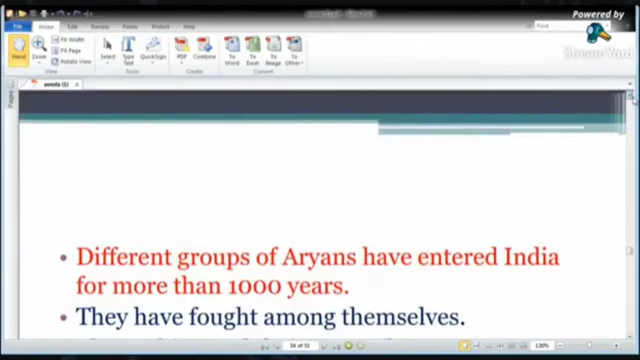 Powered by
StreamYard
File
Home
Edit
Review
Forms
Protect
Help
Find
Hand
Zoom
Fit Width
Fit Page
Rotate View
Select
Type Text
QuickSign
PDF
Combine
To Word
To Excel
To Image
To Other
View
Tools
Create
Convert
avesta (1)
Pages
• Different groups of Aryans have entered India
for more than 1000 years.
• They have fought among themselves.
34 of 51
130%